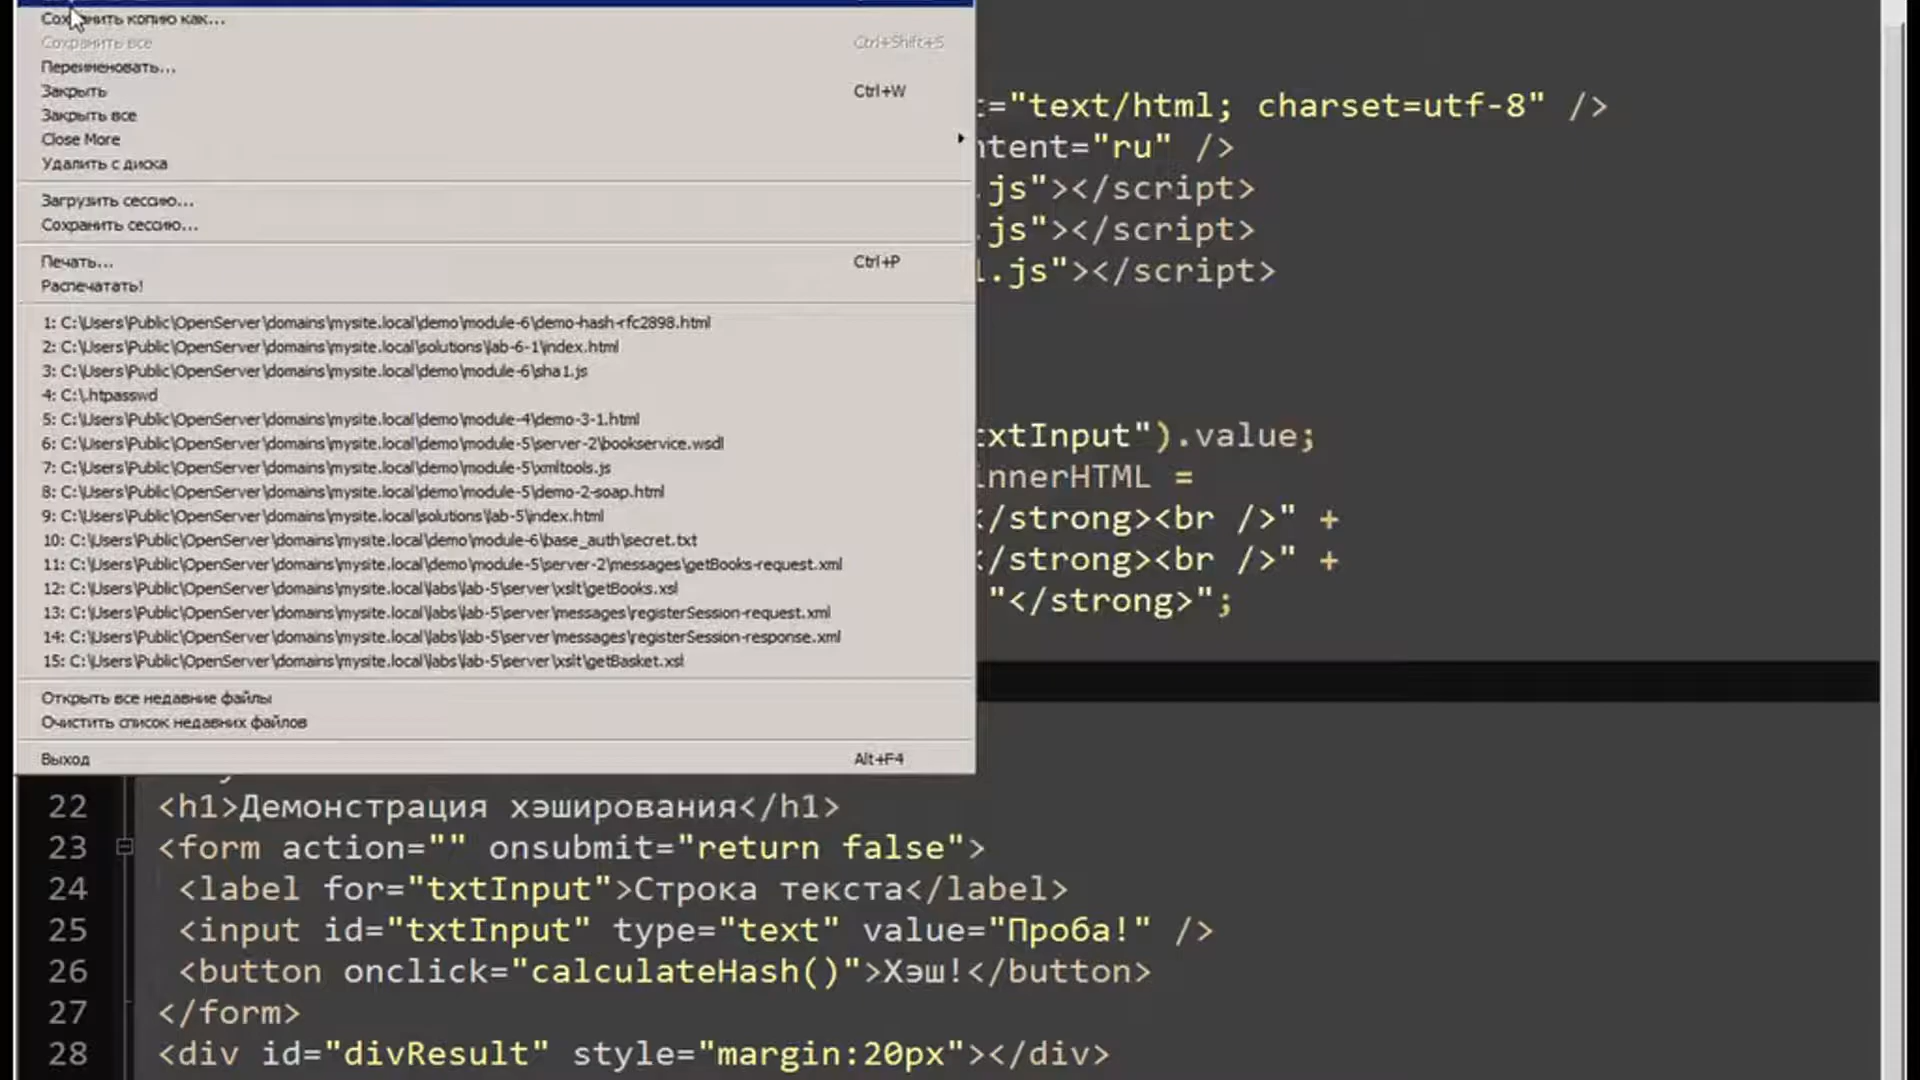 Сохранить копию как...
Сохранить все Ctrl+Shift+S
Переименовать...
Закрыть Ctrl+W
Закрыть все
Close More
Удалить с диска
Загрузить сессию...
Сохранить сессию...
Печать... Ctrl+P
Распечатать!
1: C:\Users\Public\OpenServer\domains\mysite.local\demo\module-6\demo-hash-rfc2898.html
2: C:\Users\Public\OpenServer\domains\mysite.local\solutions\lab-6-1\index.html
3: C:\Users\Public\OpenServer\domains\mysite.local\demo\module-6\sha1.js
4: C:\.htpasswd
5: C:\Users\Public\OpenServer\domains\mysite.local\demo\module-4\demo-3-1.html
6: C:\Users\Public\OpenServer\domains\mysite.local\demo\module-5\server-2\bookservice.wsdl
7: C:\Users\Public\OpenServer\domains\mysite.local\demo\module-5\xmltools.js
8: C:\Users\Public\OpenServer\domains\mysite.local\demo\module-5\demo-2-soap.html
9: C:\Users\Public\OpenServer\domains\mysite.local\solutions\lab-5\index.html
10: C:\Users\Public\OpenServer\domains\mysite.local\demo\module-6\base_auth\secret.txt
11: C:\Users\Public\OpenServer\domains\mysite.local\demo\module-5\server-2\messages\getBooks-request.xml
12: C:\Users\Public\OpenServer\domains\mysite.local\labs\lab-5\server\xslt\getBooks.xsl
13: C:\Users\Public\OpenServer\domains\mysite.local\labs\lab-5\server\messages\registerSession-request.xml
14: C:\Users\Public\OpenServer\domains\mysite.local\labs\lab-5\server\messages\registerSession-response.xml
15: C:\Users\Public\OpenServer\domains\mysite.local\labs\lab-5\server\xslt\getBasket.xsl
Открыть все недавние файлы
Очистить список недавних файлов
Выход Alt+F4
="text/html; charset=utf-8" />
ntent="ru" />
.js"></script>
.js"></script>
1.js"></script>
xtInput").value;
innerHTML =
</strong><br />" +
</strong><br />" +
"</strong>";
22 <h1>Демонстрация хэширования</h1>
23 <form action="" onsubmit="return false">
24 <label for="txtInput">Строка текста</label>
25 <input id="txtInput" type="text" value="Проба!" />
26 <button onclick="calculateHash()">Хэш!</button>
27 </form>
28 <div id="divResult" style="margin:20px"></div>